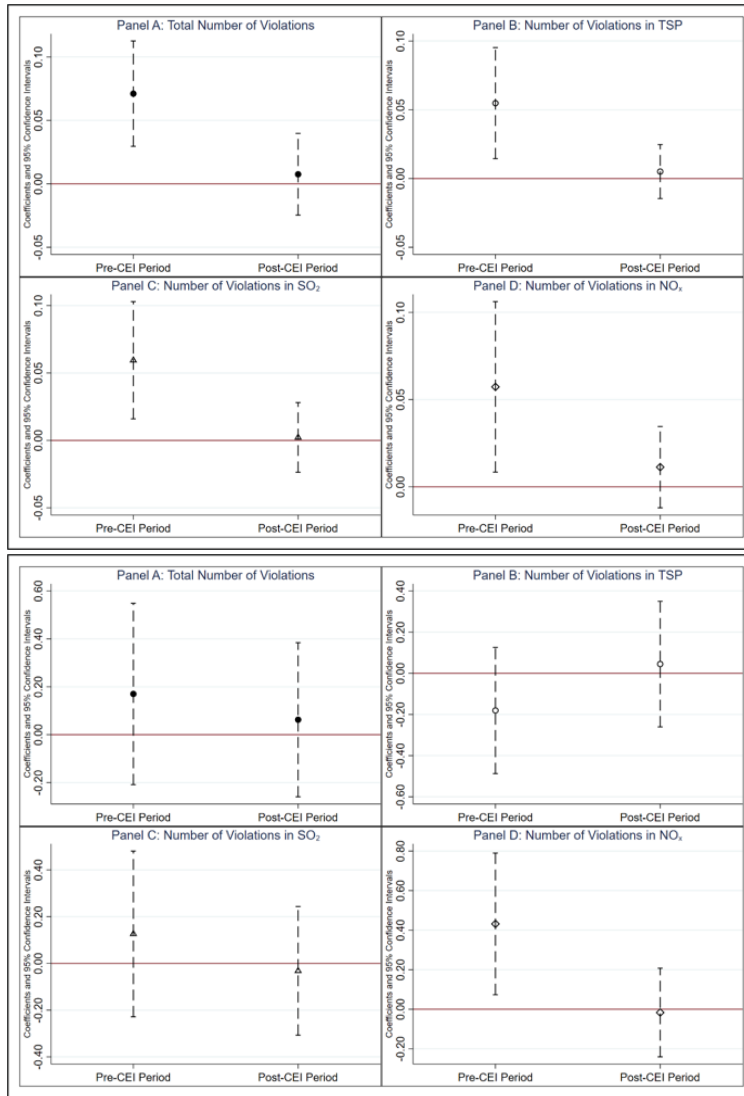 Panel A: Total Number of Violations
Coefficients and 95% Confidence Intervals
0.10
0.05
0.00
-0.05
Pre-CEI Period Post-CEI Period
Panel B: Number of Violations in TSP
Coefficients and 95% Confidence Intervals
0.10
0.05
0.00
-0.05
Pre-CEI Period Post-CEI Period
Panel C: Number of Violations in SO₂
Coefficients and 95% Confidence Intervals
0.10
0.05
0.00
-0.05
Pre-CEI Period Post-CEI Period
Panel D: Number of Violations in NOₓ
Coefficients and 95% Confidence Intervals
0.10
0.05
0.00
Pre-CEI Period Post-CEI Period
Panel A: Total Number of Violations
Coefficients and 95% Confidence Intervals
0.60
0.40
0.20
0.00
-0.20
Pre-CEI Period Post-CEI Period
Panel B: Number of Violations in TSP
Coefficients and 95% Confidence Intervals
0.40
0.20
0.00
-0.20
-0.40
-0.60
Pre-CEI Period Post-CEI Period
Panel C: Number of Violations in SO₂
Coefficients and 95% Confidence Intervals
0.40
0.20
0.00
-0.20
-0.40
Pre-CEI Period Post-CEI Period
Panel D: Number of Violations in NOₓ
Coefficients and 95% Confidence Intervals
0.80
0.60
0.40
0.20
0.00
-0.20
Pre-CEI Period Post-CEI Period